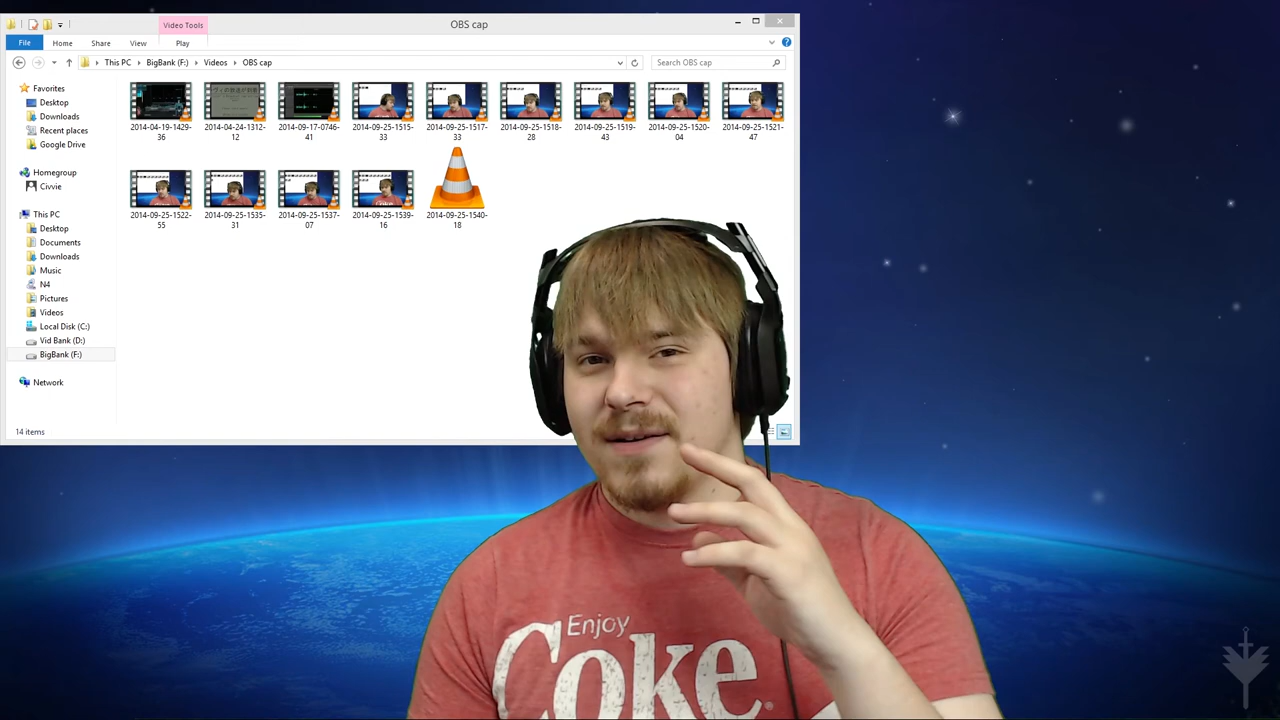 Video Tools
OBS cap
File Home Share View Play
This PC BigBank (F:) Videos OBS cap
Search OBS cap
Favorites
Desktop
Downloads
Recent places
Google Drive
Homegroup
Civvie
This PC
Desktop
Documents
Downloads
Music
N4
Pictures
Videos
Local Disk (C:)
Vid Bank (D:)
BigBank (F:)
Network
2014-04-19-1429-36
2014-04-24-1312-12
2014-09-17-0746-41
2014-09-25-1515-33
2014-09-25-1517-33
2014-09-25-1518-28
2014-09-25-1519-43
2014-09-25-1520-04
2014-09-25-1521-47
2014-09-25-1522-55
2014-09-25-1535-31
2014-09-25-1537-07
2014-09-25-1539-16
2014-09-25-1540-18
14 items
Enjoy
Coke